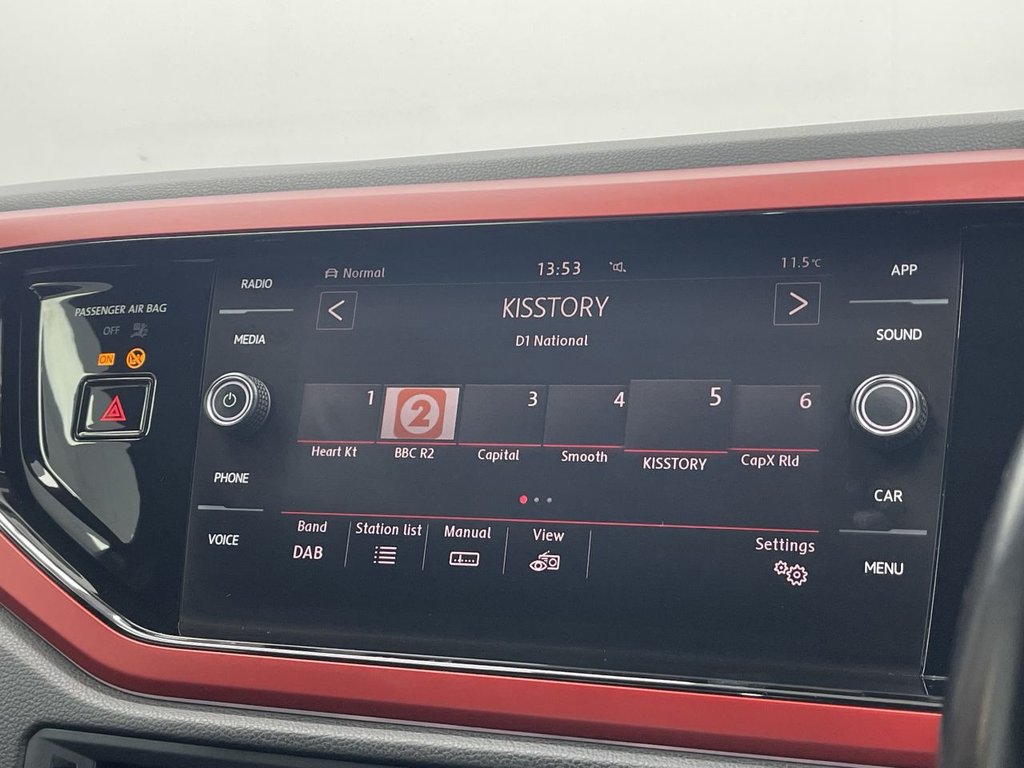 PASSENGER AIR BAG
OFF
ON
RADIO
MEDIA
PHONE
VOICE
Normal
13:53
11.5°C
<
KISSTORY
>
D1 National
1
2
3
4
5
6
Heart Kt
BBC R2
Capital
Smooth
KISSTORY
CapX Rld
Band
DAB
Station list
Manual
View
Settings
APP
SOUND
CAR
MENU